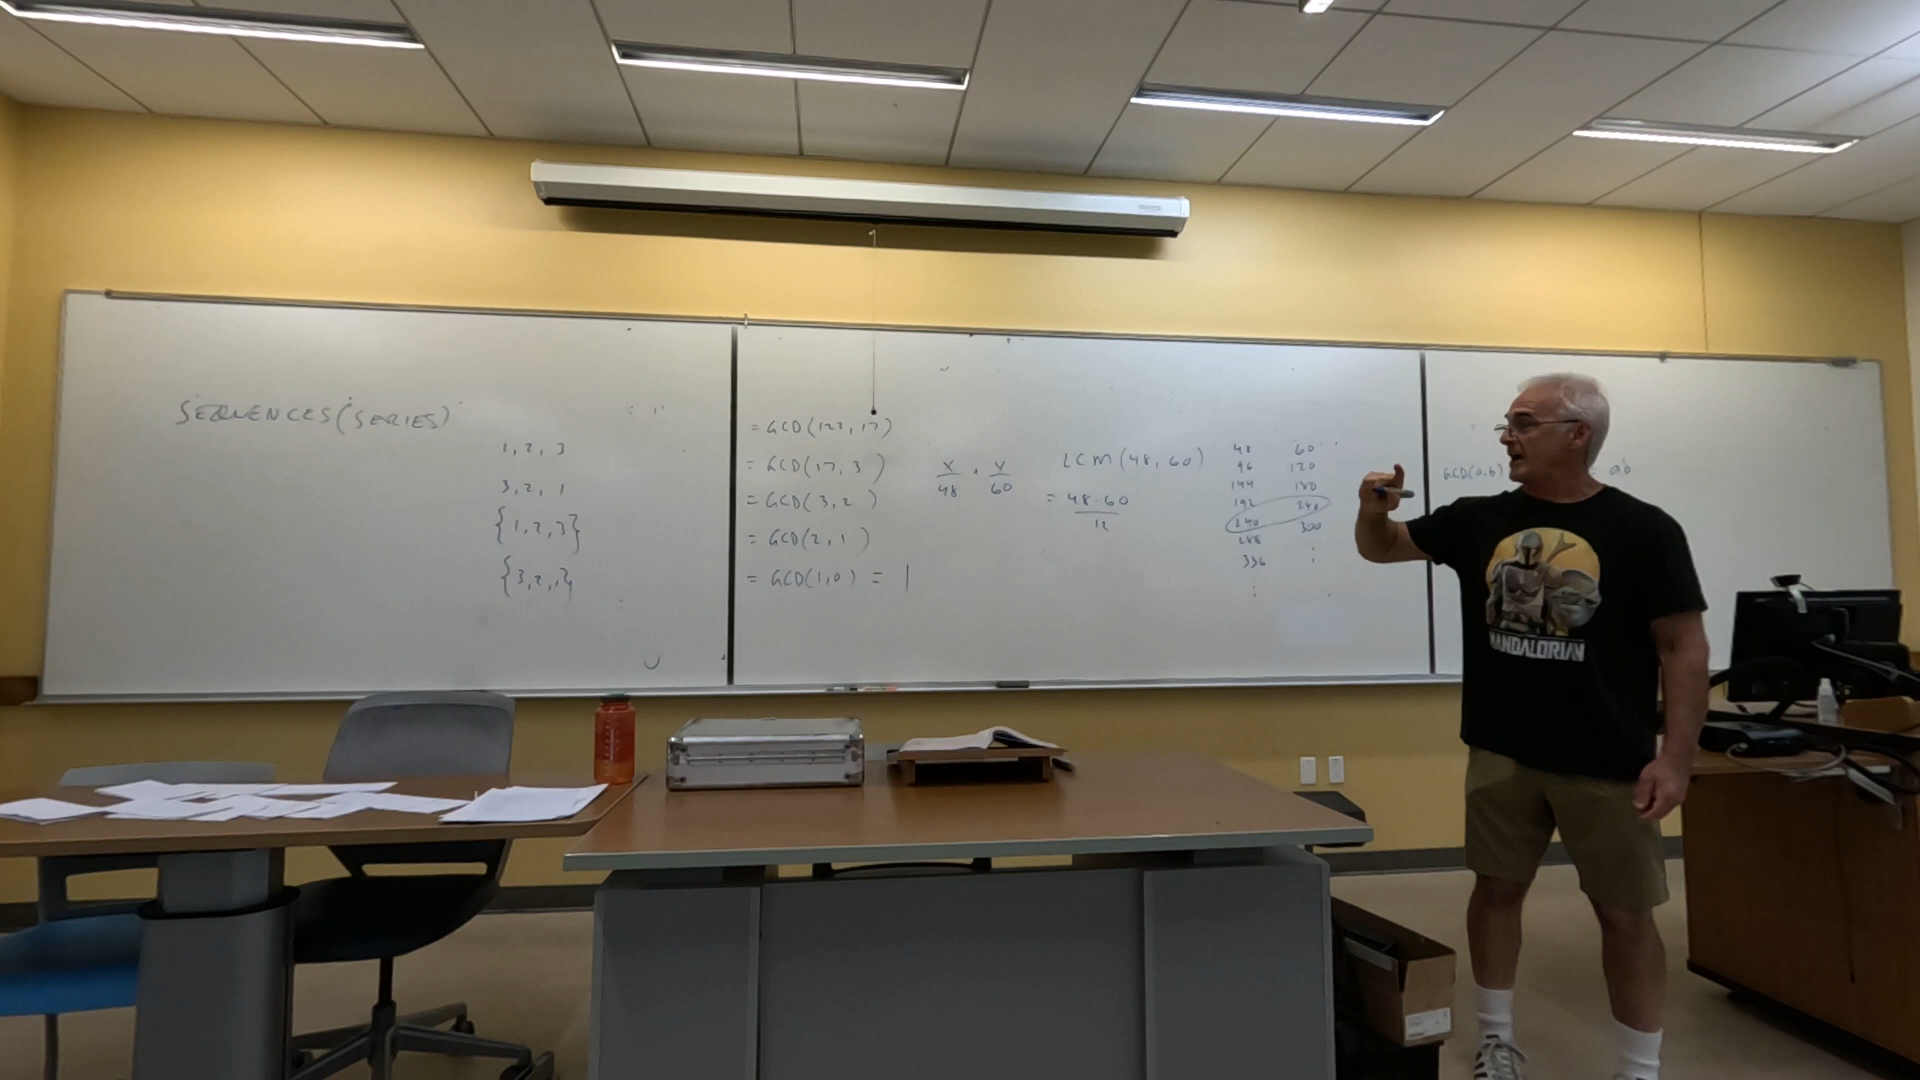 SEQUENCES (SERIES)
1, 2, 3
3, 2, 1
{1, 2, 3}
{3, 2, 1}
= GCD(122, 17)
= GCD(17, 3)
= GCD(3, 2)
= GCD(2, 1)
= GCD(1, 0) = 1
X/48 + Y/60
LCM(48, 60)
= 48·60/12
48 60
96 120
144 180
192 240
240 300
288
336
GCD(a,b)
ab
MANDALORIAN